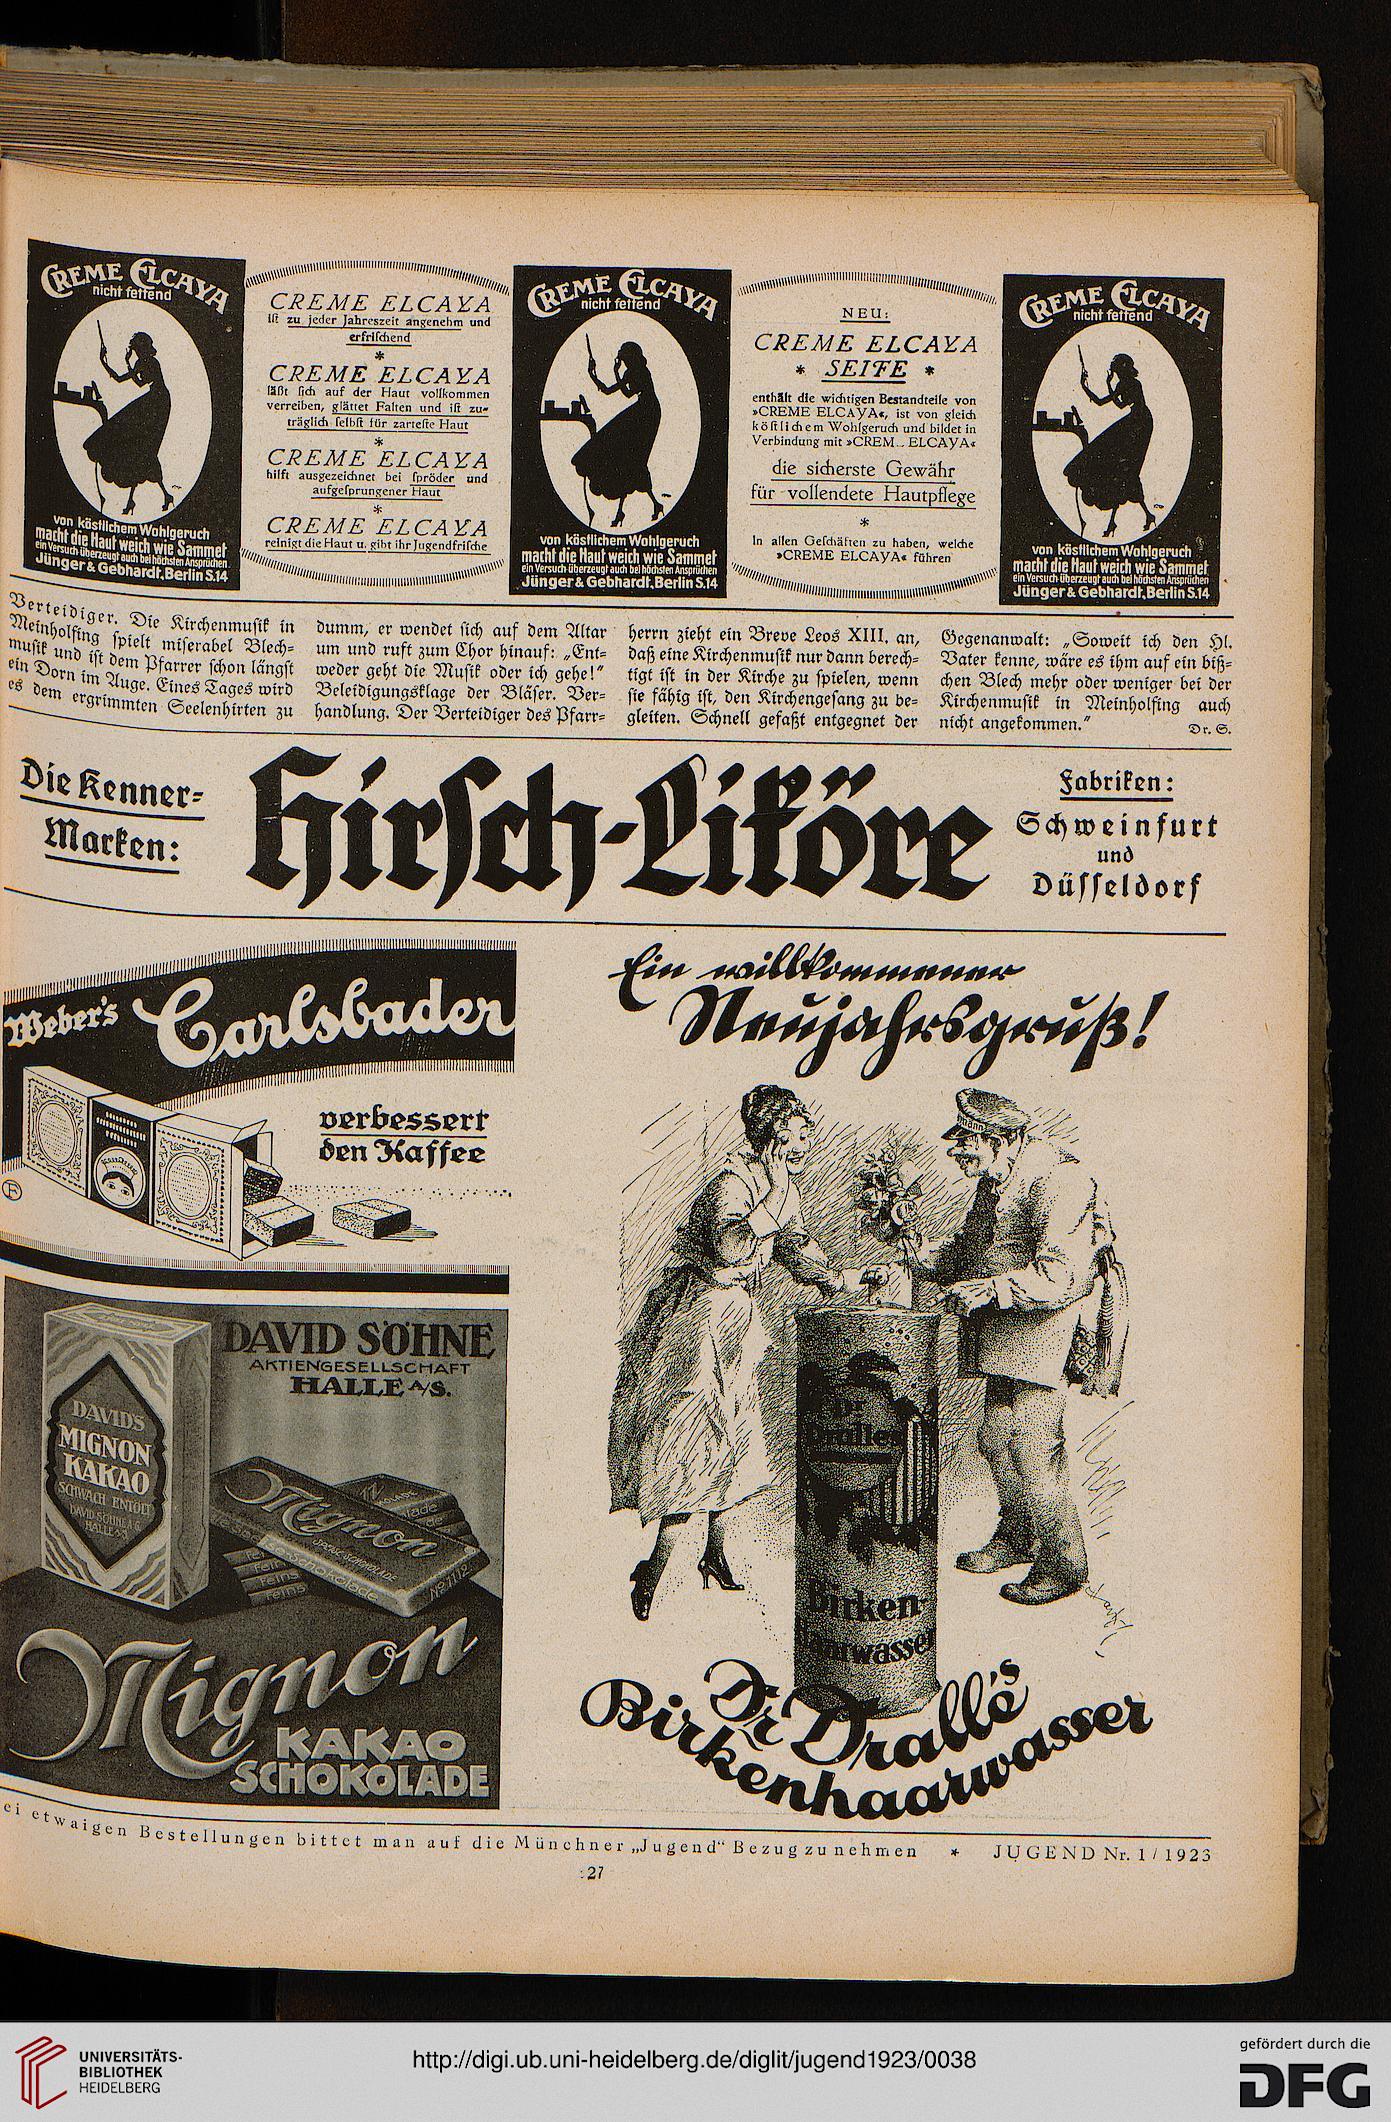 CREME ELCAYA
nicht fettend
von köstlichem Wohlgeruch
macht die Haut weich wie Sammet
ein Versuch überzeugt auch bei höchsten Ansprüchen.
Jünger & Gebhardt, Berlin S.14
CREME ELCAYA
ist zu jeder Jahreszeit angenehm und
erfrischend
*
CREME ELCAYA
läßt sich auf der Haut vollkommen
verreiben, glättet Falten und ist zu-
träglich selbst für zarteste Haut
*
CREME ELCAYA
hilft ausgezeichnet bei spröder und
aufgesprungener Haut
*
CREME ELCAYA
reinigt die Haut u. gibt ihr Jugendfrische
CREME ELCAYA
nicht fettend
von köstlichem Wohlgeruch
macht die Haut weich wie Sammet
ein Versuch überzeugt auch bei höchsten Ansprüchen
Jünger & Gebhardt, Berlin S.14
NEU:
CREME ELCAYA
* SEIFE *
enthält die wichtigen Bestandteile von
»CREME ELCAYA«, ist von gleich
köstlichem Wohlgeruch und bildet in
Verbindung mit »CREM_ ELCAYA«
die sicherste Gewähr
für vollendete Hautpflege
*
In allen Geschäften zu haben, welche
»CREME ELCAYA« führen
CREME ELCAYA
nicht fettend
von köstlichem Wohlgeruch
macht die Haut weich wie Sammet
ein Versuch überzeugt auch bei höchsten Ansprüchen
Jünger & Gebhardt, Berlin S.14
Verteidiger. Die Kirchenmusik in
Meinholfing spielt miserabel Blech-
musik und ist dem Pfarrer schon längst
ein Dorn im Auge. Eines Tages wird
es dem ergrimmten Seelenhirten zu
dumm, er wendet sich auf dem Altar
um und ruft zum Chor hinauf: „Ent-
weder geht die Musik oder ich gehe!"
Beleidigungsklage der Bläser. Ver-
handlung. Der Verteidiger des Pfarr-
herrn zieht ein Breve Leos XIII. an,
daß eine Kirchenmusik nur dann berech-
tigt ist in der Kirche zu spielen, wenn
sie fähig ist, den Kirchengesang zu be-
gleiten. Schnell gefaßt entgegnet der
Gegenanwalt: „Soweit ich den Hl.
Vater kenne, wäre es ihm auf ein biß-
chen Blech mehr oder weniger bei der
Kirchenmusik in Meinholfing auch
nicht angekommen."
Dr. S.
Die Kenner-
Marken:
Hirsch-Liköre
Fabriken:
Schweinfurt
und
Düsseldorf
Weber's Carlsbader
verbessert
den Kaffee
DAVID SÖHNE
AKTIENGESELLSCHAFT
HALLE A/S.
DAVIDS
MIGNON
KAKAO
SCHWACH ENTÖLT
DAVID SÖHNE A.G.
HALLE A/S
Mignon
No 1112
Mignon
KAKAO
SCHOKOLADE
Ein willkommener
Neujahrsgruß!
Dr
Dralles
Birken-
Haarwasser
Dr Dralle's
Birkenhaarwasser
ei etwaigen Bestellungen bittet man auf die Münchner „Jugend" Bezug zu nehmen * JUGEND Nr. 1 / 1923
27
UNIVERSITÄTS-
BIBLIOTHEK
HEIDELBERG
http://digi.ub.uni-heidelberg.de/diglit/jugend1923/0038
gefördert durch die
DFG